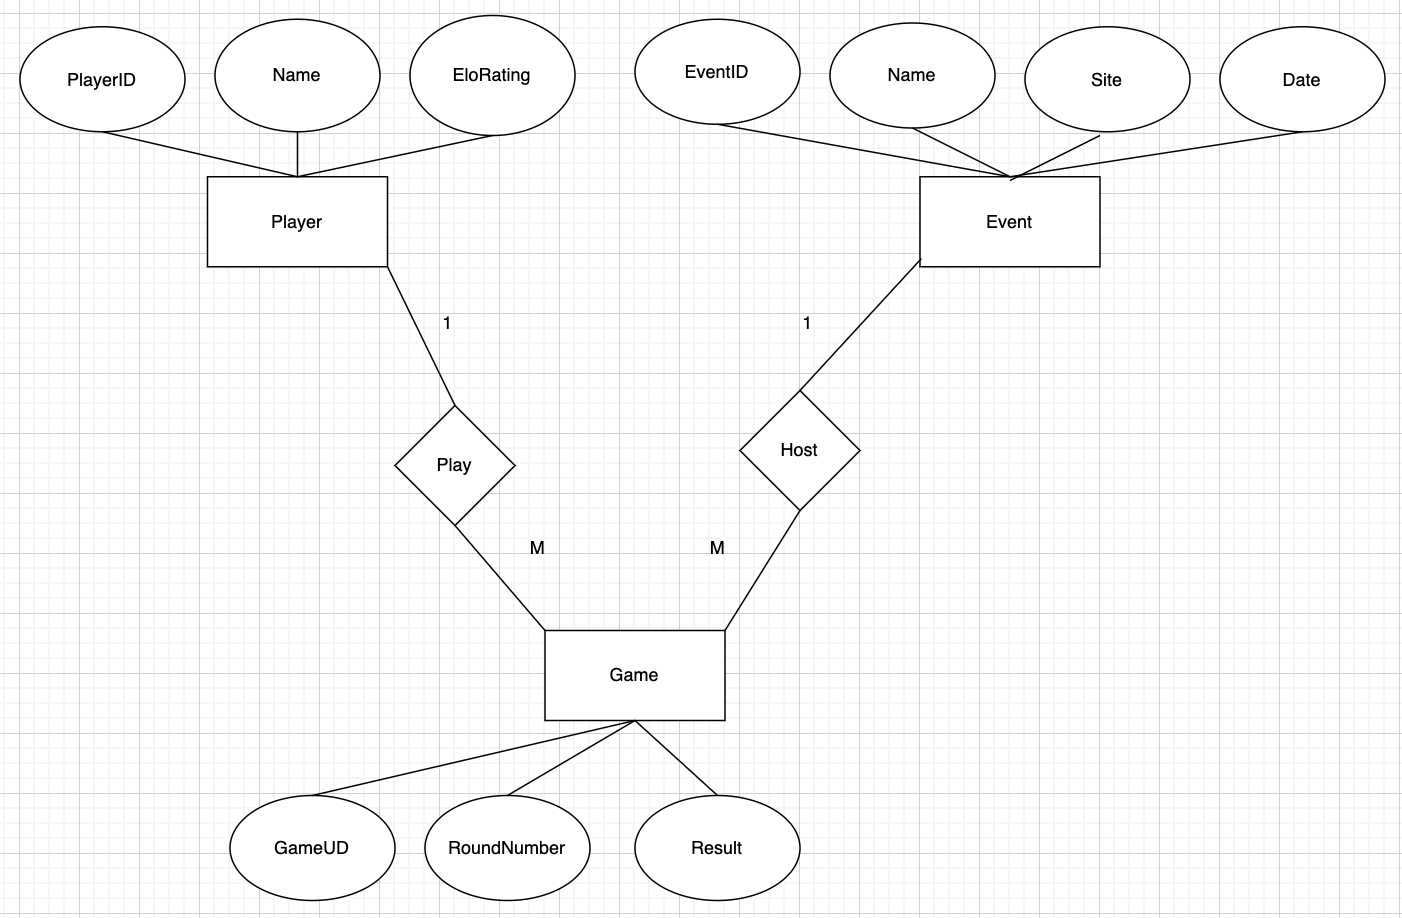 PlayerID
Name
EloRating
EventID
Name
Site
Date
Player
Event
1
1
Play
Host
M
M
Game
GameUD
RoundNumber
Result